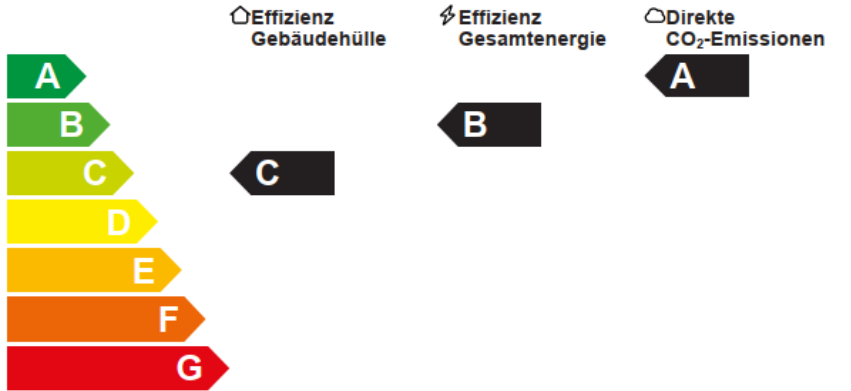 Effizienz
Gebäudehülle
Effizienz
Gesamtenergie
Direkte
CO₂-Emissionen
A
A
B
B
C
C
D
E
F
G